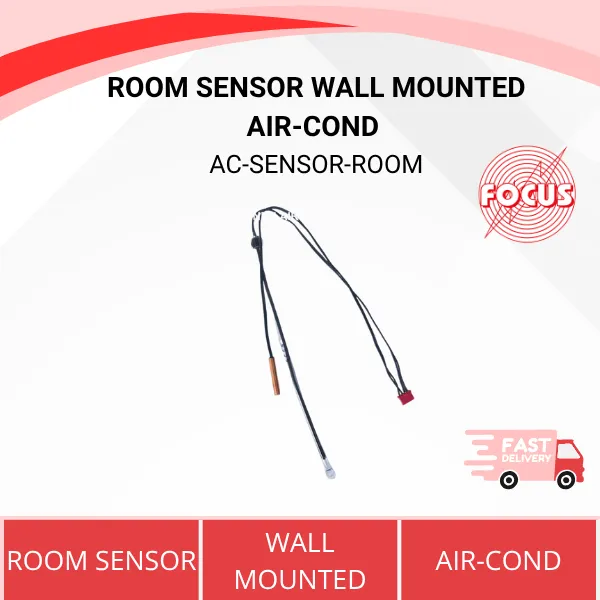 ROOM SENSOR WALL MOUNTED
AIR-COND
AC-SENSOR-ROOM
FOCUS
FAST
DELIVERY
ROOM SENSOR
WALL
MOUNTED
AIR-COND